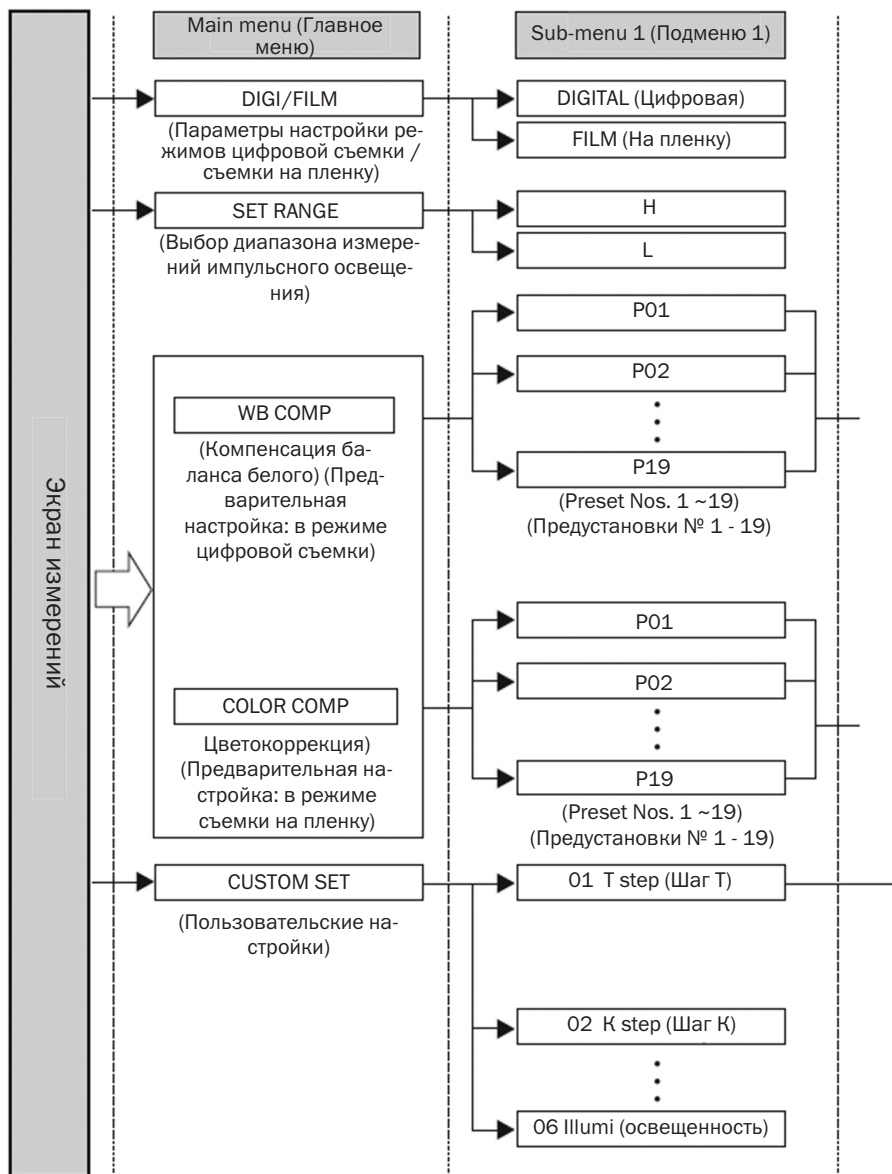 Main menu (Главное
меню)
Sub-menu 1 (Подменю 1)
Экран измерений
DIGI/FILM
(Параметры настройки ре-
жимов цифровой съемки /
съемки на пленку)
DIGITAL (Цифровая)
FILM (На пленку)
SET RANGE
(Выбор диапазона измере-
ний импульсного освеще-
ния)
H
L
WB COMP
(Компенсация ба-
ланса белого) (Пред-
варительная
настройка: в режиме
цифровой съемки)
P01
P02
P19
(Preset Nos. 1 ~19)
(Предустановки № 1 - 19)
COLOR COMP
Цветокоррекция)
(Предварительная на-
стройка: в режиме
съемки на пленку)
P01
P02
P19
(Preset Nos. 1 ~19)
(Предустановки № 1 - 19)
CUSTOM SET
(Пользовательские на-
стройки)
01 T step (Шаг Т)
02 K step (Шаг К)
06 Illumi (освещенность)